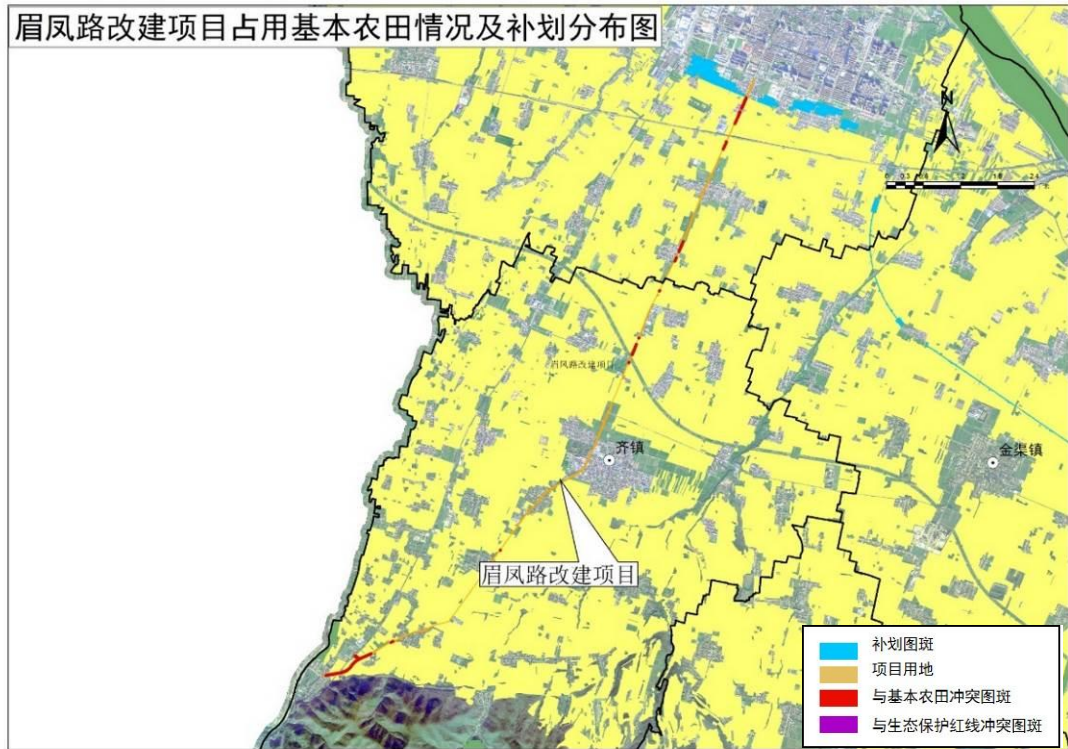 眉凤路改建项目占用基本农田情况及补划分布图
N
眉凤路改建项目
齐镇
金渠镇
眉凤路改建项目
补划图斑
项目用地
与基本农田冲突图斑
与生态保护红线冲突图斑